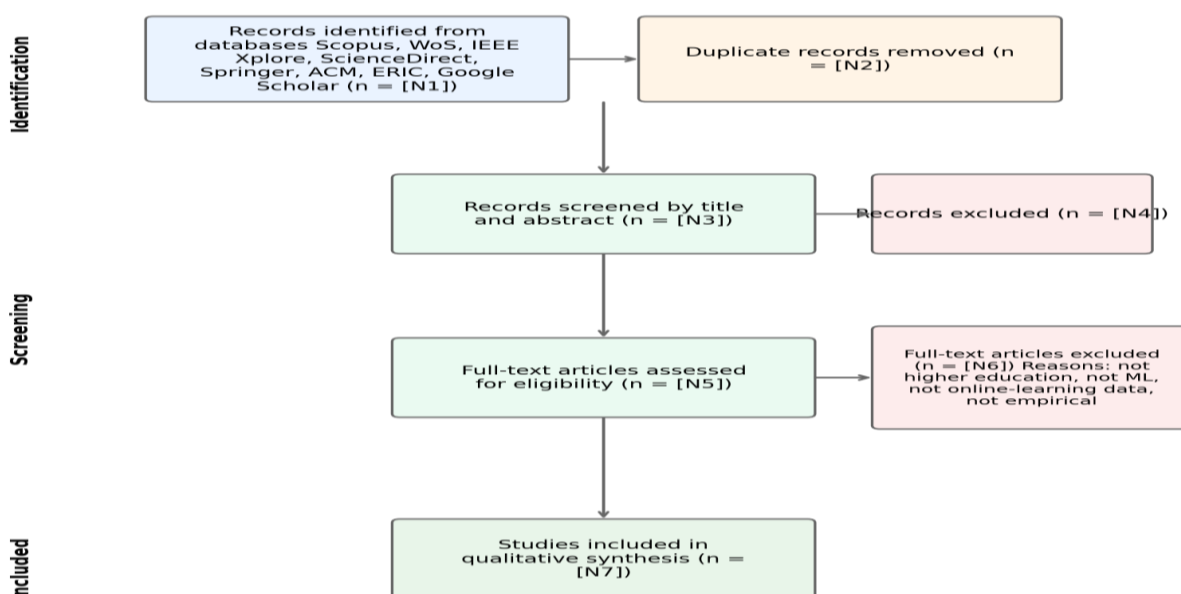 Identification
Records identified from
databases Scopus, WoS, IEEE
Xplore, ScienceDirect,
Springer, ACM, ERIC, Google
Scholar (n = [N1])
Duplicate records removed (n
= [N2])
Screening
Records screened by title
and abstract (n = [N3])
Records excluded (n = [N4])
Full-text articles assessed
for eligibility (n = [N5])
Full-text articles excluded
(n = [N6]) Reasons: not
higher education, not ML,
not online-learning data,
not empirical
ncluded
Studies included in
qualitative synthesis (n =
[N7])